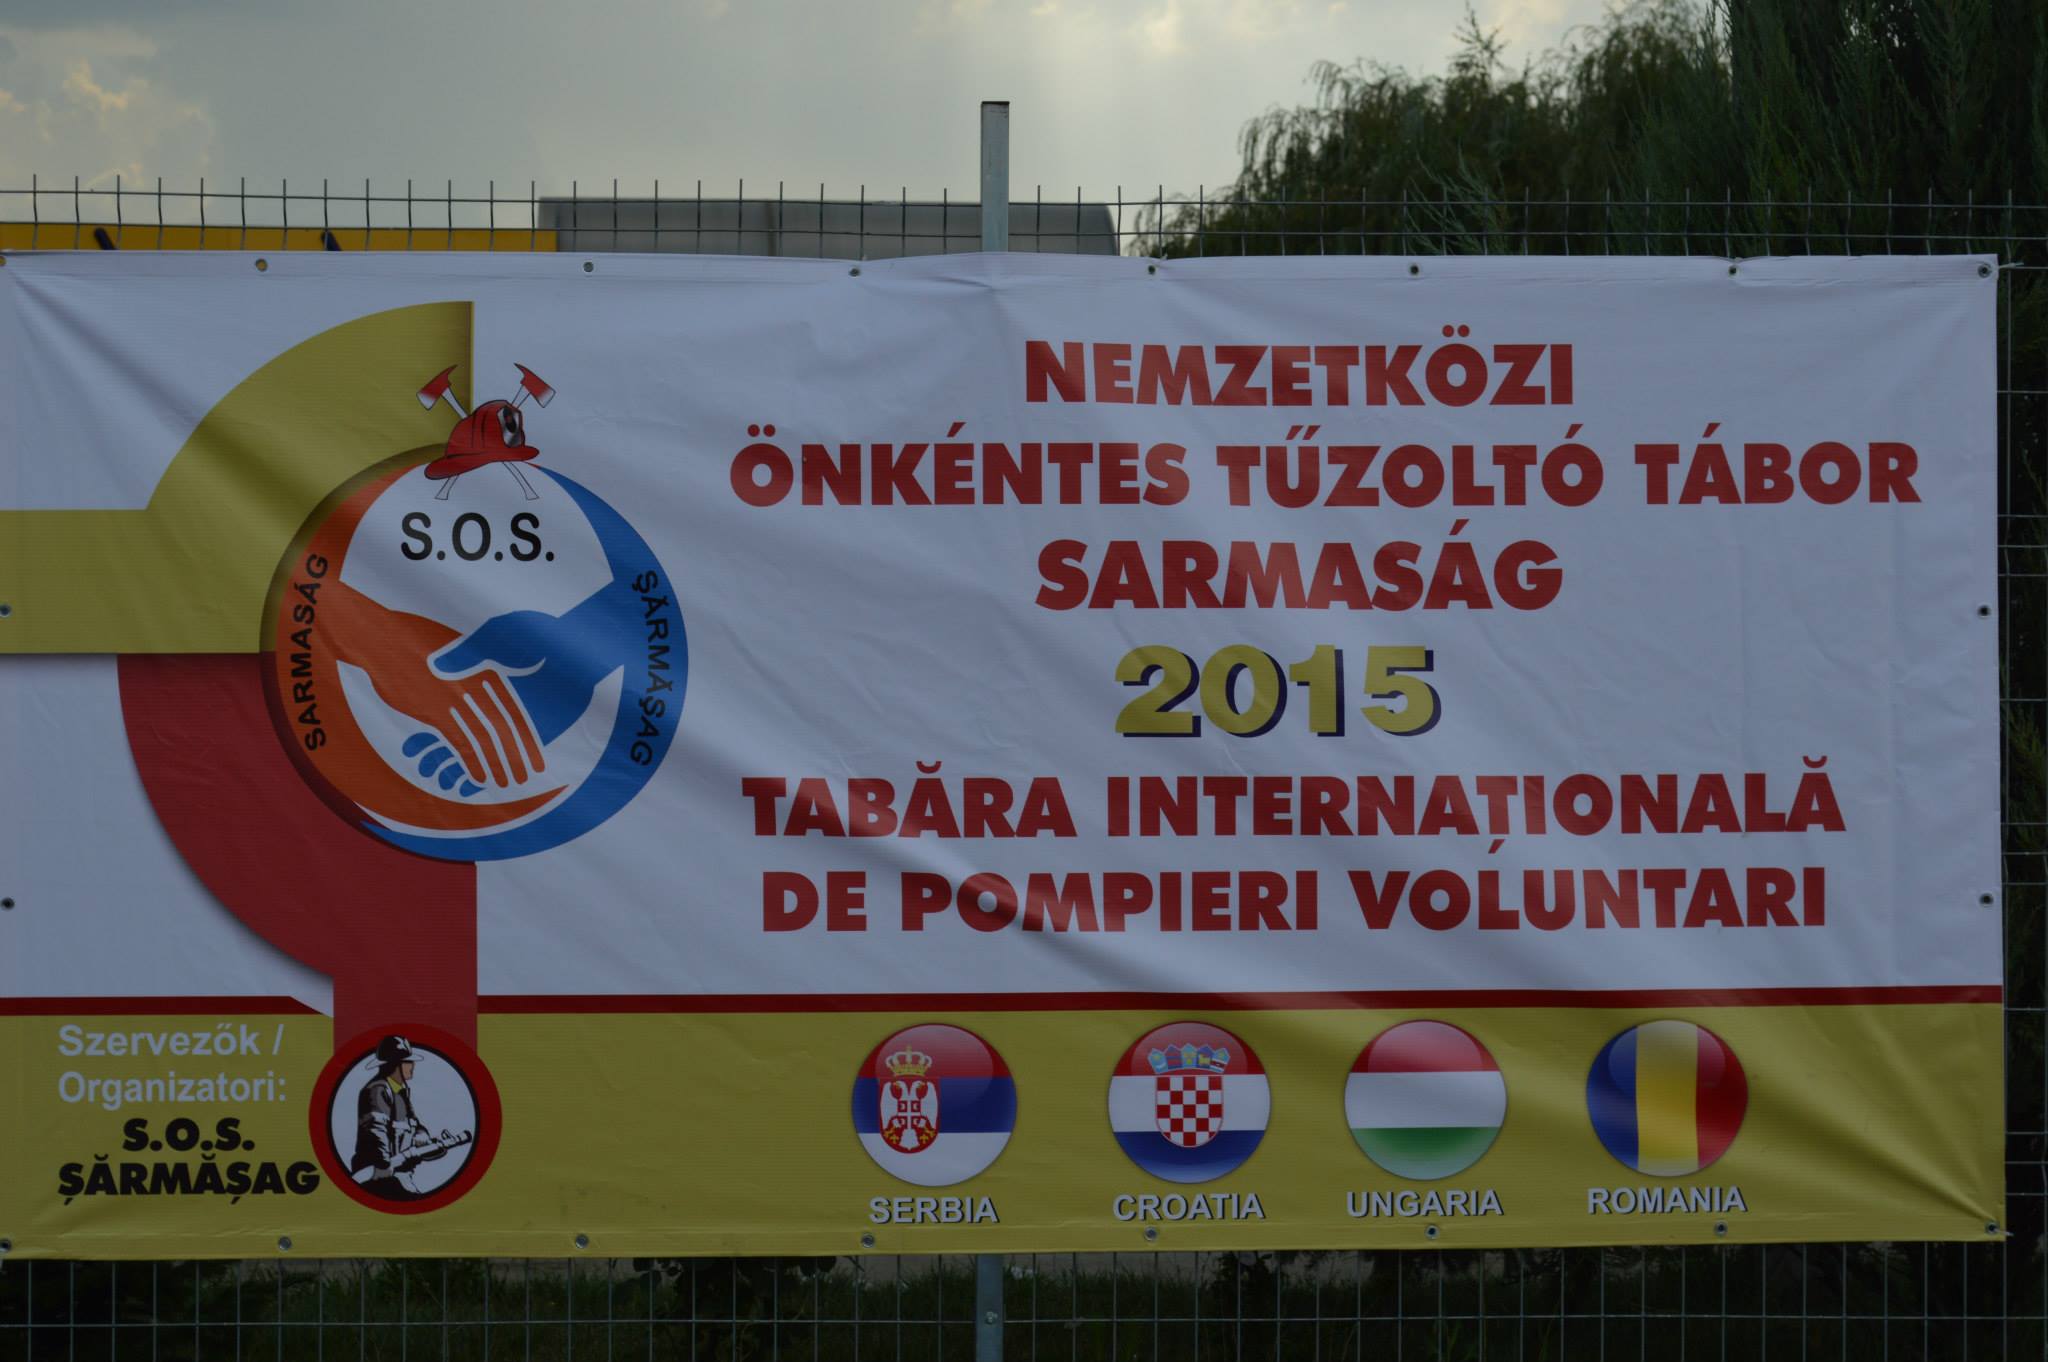 S.O.S.
SARMASÁG
ȘĂRMĂȘAG
NEMZETKÖZI
ÖNKÉNTES TŰZOLTÓ TÁBOR
SARMASÁG
2015
TABĂRA INTERNAȚIONALĂ
DE POMPIERI VOLUNTARI
Szervezők /
Organizatori:
S.O.S.
ȘĂRMĂȘAG
SERBIA
CROATIA
UNGARIA
ROMANIA